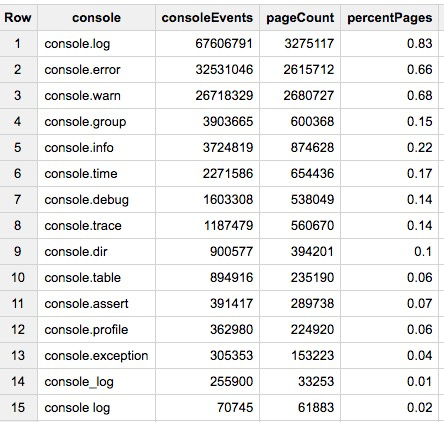 Row console consoleEvents pageCount percentPages
1 console.log 67606791 3275117 0.83
2 console.error 32531046 2615712 0.66
3 console.warn 26718329 2680727 0.68
4 console.group 3903665 600368 0.15
5 console.info 3724819 874628 0.22
6 console.time 2271586 654436 0.17
7 console.debug 1603308 538049 0.14
8 console.trace 1187479 560670 0.14
9 console.dir 900577 394201 0.1
10 console.table 894916 235190 0.06
11 console.assert 391417 289738 0.07
12 console.profile 362980 224920 0.06
13 console.exception 305353 153223 0.04
14 console_log 255900 33253 0.01
15 console log 70745 61883 0.02